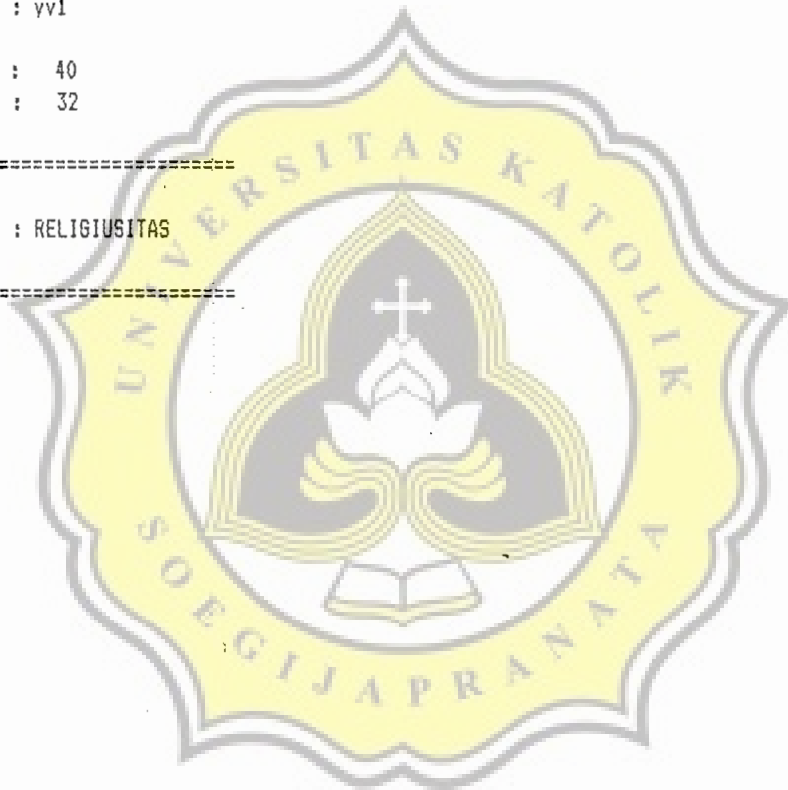 : yv1
: 40
: 32
=======================
: RELIGIUSITAS
=======================
UNIVERSITAS KATOLIK
SOEGIJAPRANATA